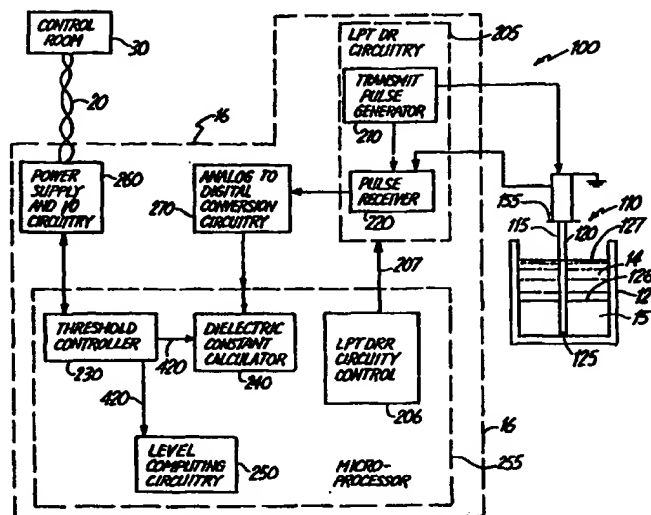 CONTROL
ROOM
30
20
16
LPT DR
CIRCUITRY
205
100
TRANSMIT
PULSE
GENERATOR
210
POWER
SUPPLY
AND I/O
CIRCUITRY
260
ANALOG TO
DIGITAL
CONVERSION
CIRCUITRY
270
PULSE
RECEIVER
220
155
110
115
120
127
14
128
12
15
125
207
THRESHOLD
CONTROLLER
230
420
DIELECTRIC
CONSTANT
CALCULATOR
240
LPT DRR
CIRCUITY
CONTROL
206
420
LEVEL
COMPUTING
CIRCUITRY
250
MICRO-
PROCESSOR
16
255